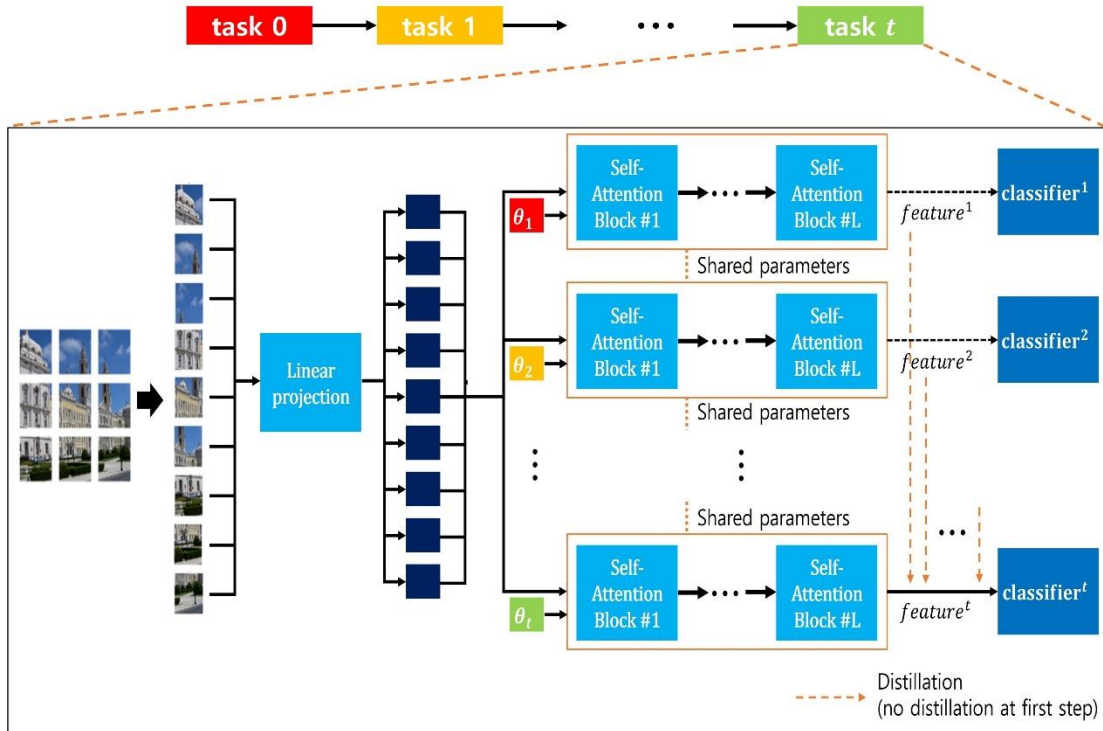 task 0
task 1
...
task t
Self-
Attention
Block #1
...
Self-
Attention
Block #L
θ₁
feature¹
classifier¹
Shared parameters
Self-
Attention
Block #1
...
Self-
Attention
Block #L
θ₂
feature²
classifier²
Linear
projection
Shared parameters
Shared parameters
...
Self-
Attention
Block #1
...
Self-
Attention
Block #L
θₜ
featureᵗ
classifierᵗ
Distillation
(no distillation at first step)